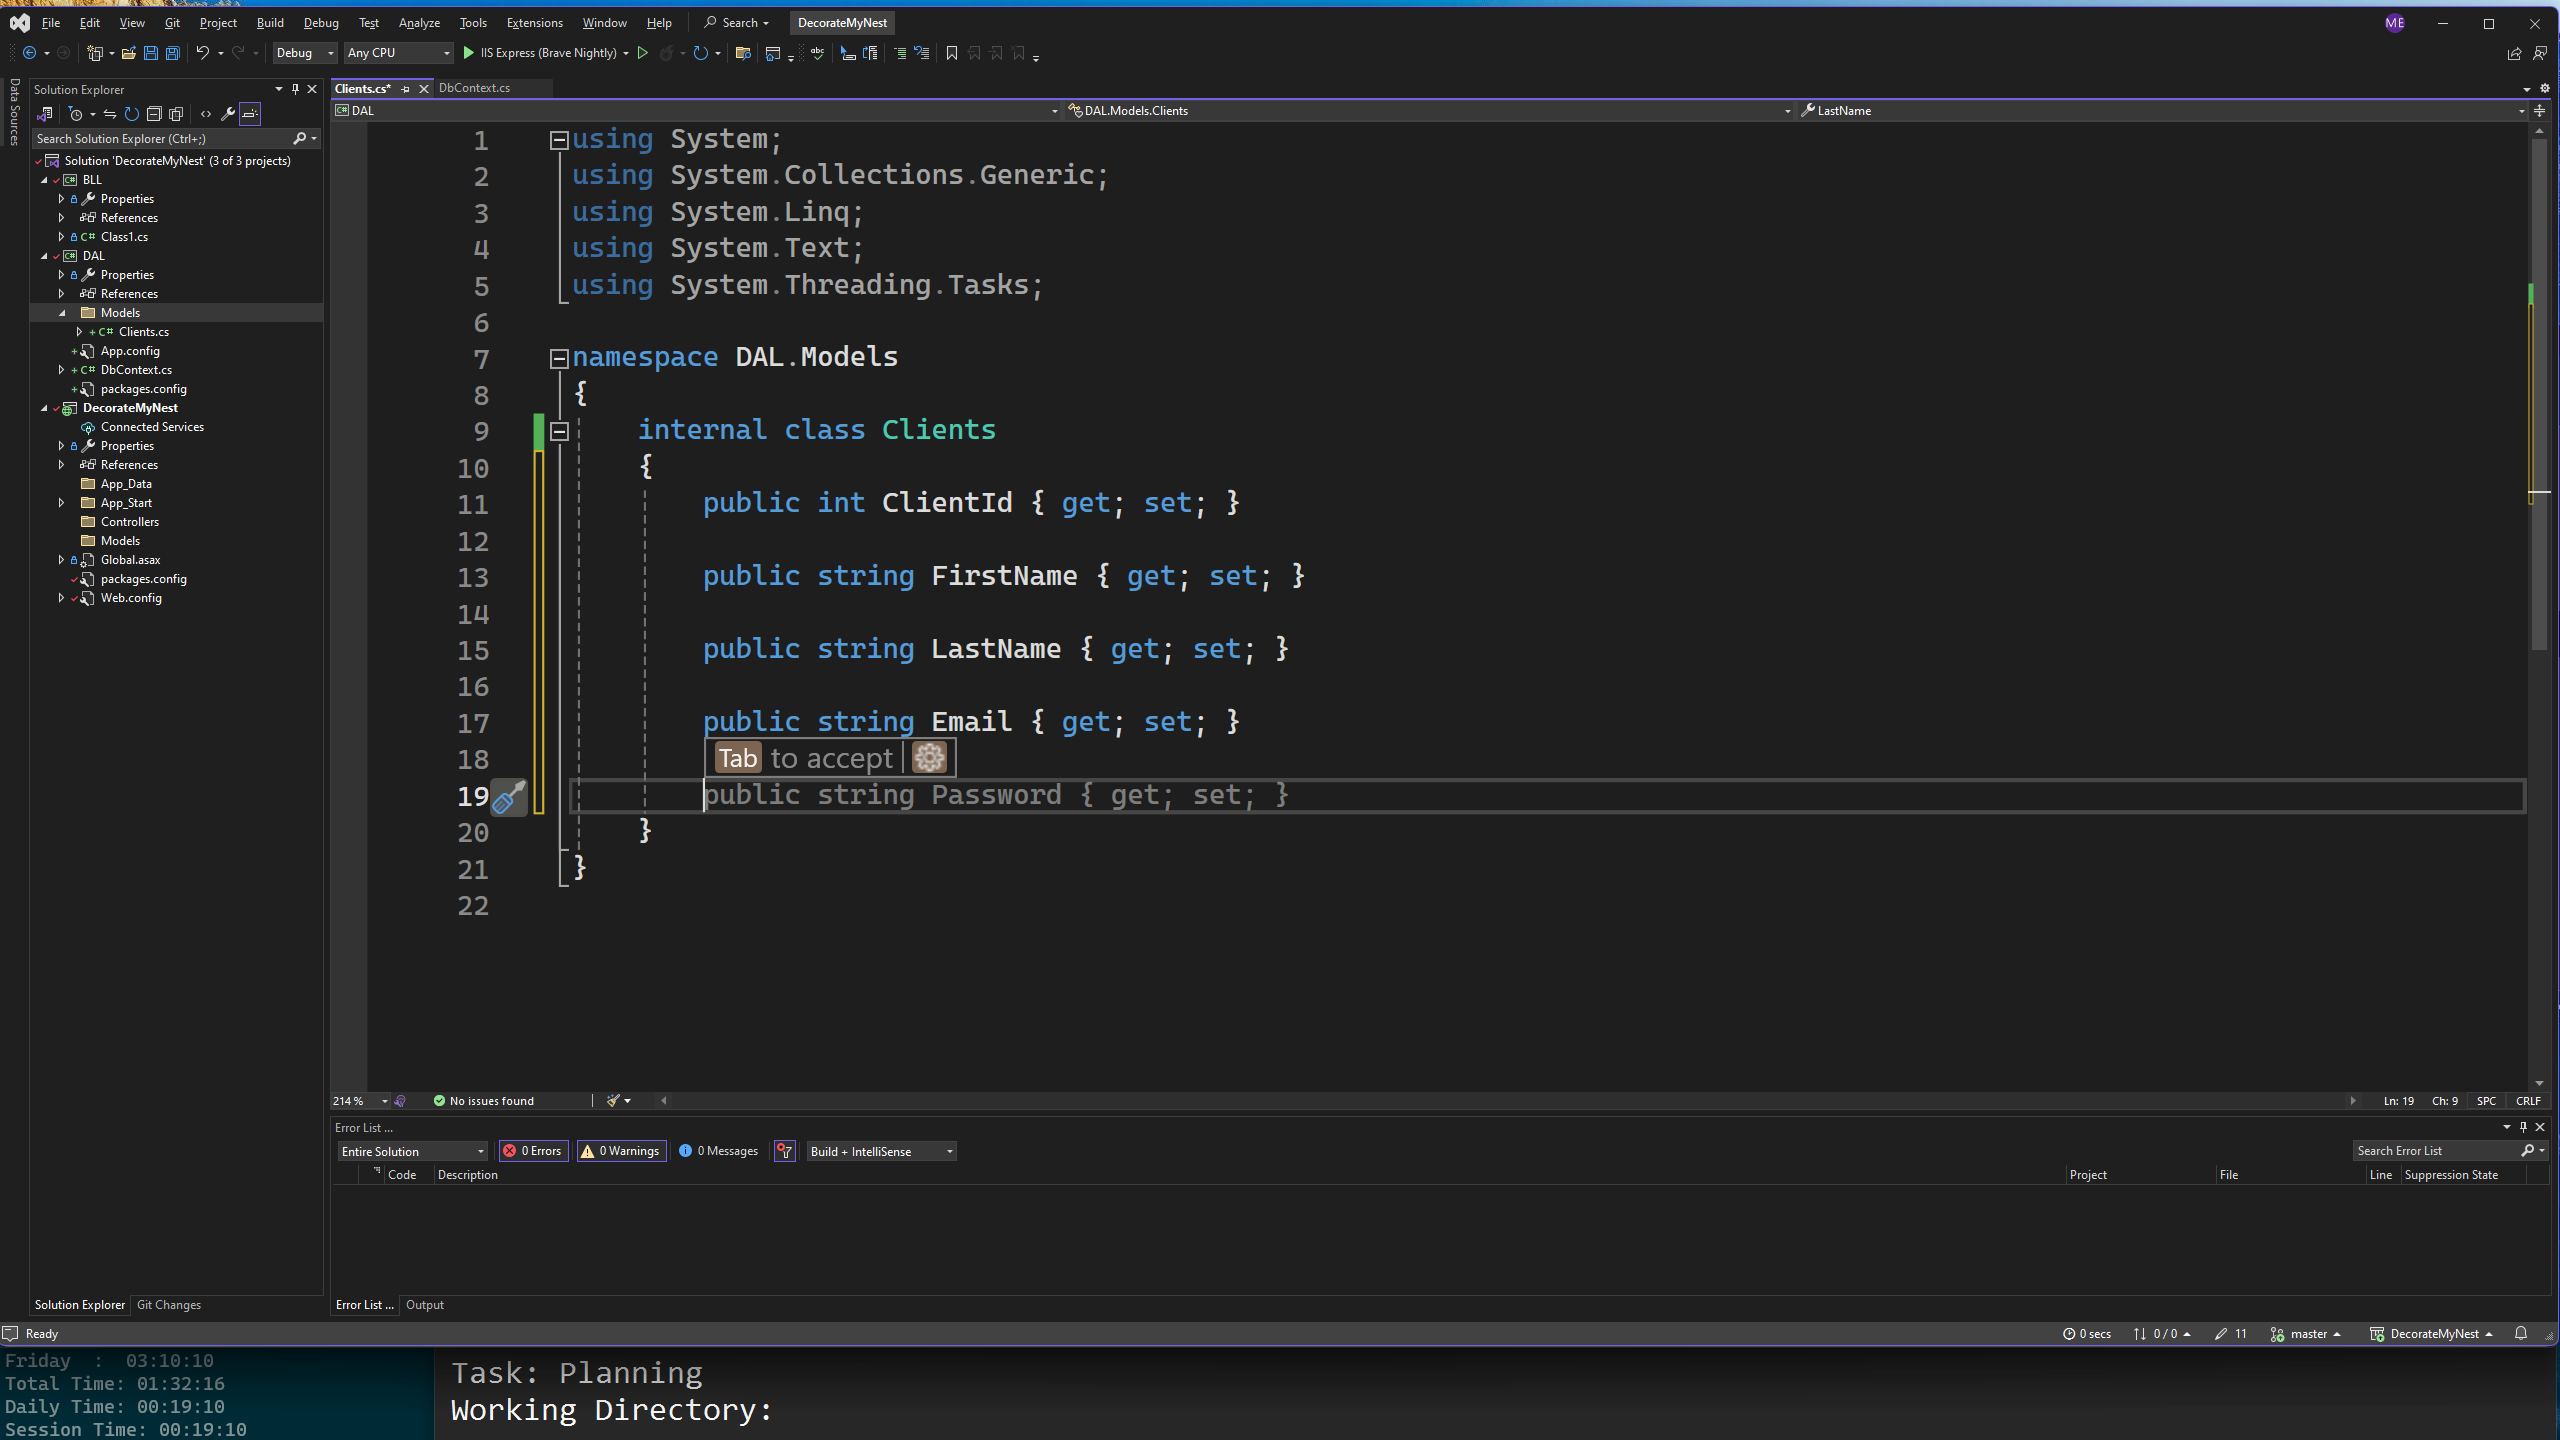 File Edit View Git Project Build Debug Test Analyze Tools Extensions Window Help Search DecorateMyNest ME
Debug Any CPU IIS Express (Brave Nightly)
Data Sources
Solution Explorer
Search Solution Explorer (Ctrl+;)
Solution 'DecorateMyNest' (3 of 3 projects)
BLL
Properties
References
C# Class1.cs
DAL
Properties
References
Models
C# Clients.cs
App.config
C# DbContext.cs
packages.config
DecorateMyNest
Connected Services
Properties
References
App_Data
App_Start
Controllers
Models
Global.asax
packages.config
Web.config
Solution Explorer Git Changes
Clients.cs* DbContext.cs
DAL DAL.Models.Clients LastName
1 using System;
2 using System.Collections.Generic;
3 using System.Linq;
4 using System.Text;
5 using System.Threading.Tasks;
6
7 namespace DAL.Models
8 {
9 internal class Clients
10 {
11 public int ClientId { get; set; }
12
13 public string FirstName { get; set; }
14
15 public string LastName { get; set; }
16
17 public string Email { get; set; }
18 Tab to accept
19 public string Password { get; set; }
20 }
21 }
22
214 % No issues found Ln: 19 Ch: 9 SPC CRLF
Error List ...
Entire Solution 0 Errors 0 Warnings 0 Messages Build + IntelliSense Search Error List
Code Description Project File Line Suppression State
Error List ... Output
Ready 0 secs 0 / 0 11 master DecorateMyNest
Friday : 03:10:10
Total Time: 01:32:16
Daily Time: 00:19:10
Session Time: 00:19:10
Task: Planning
Working Directory: